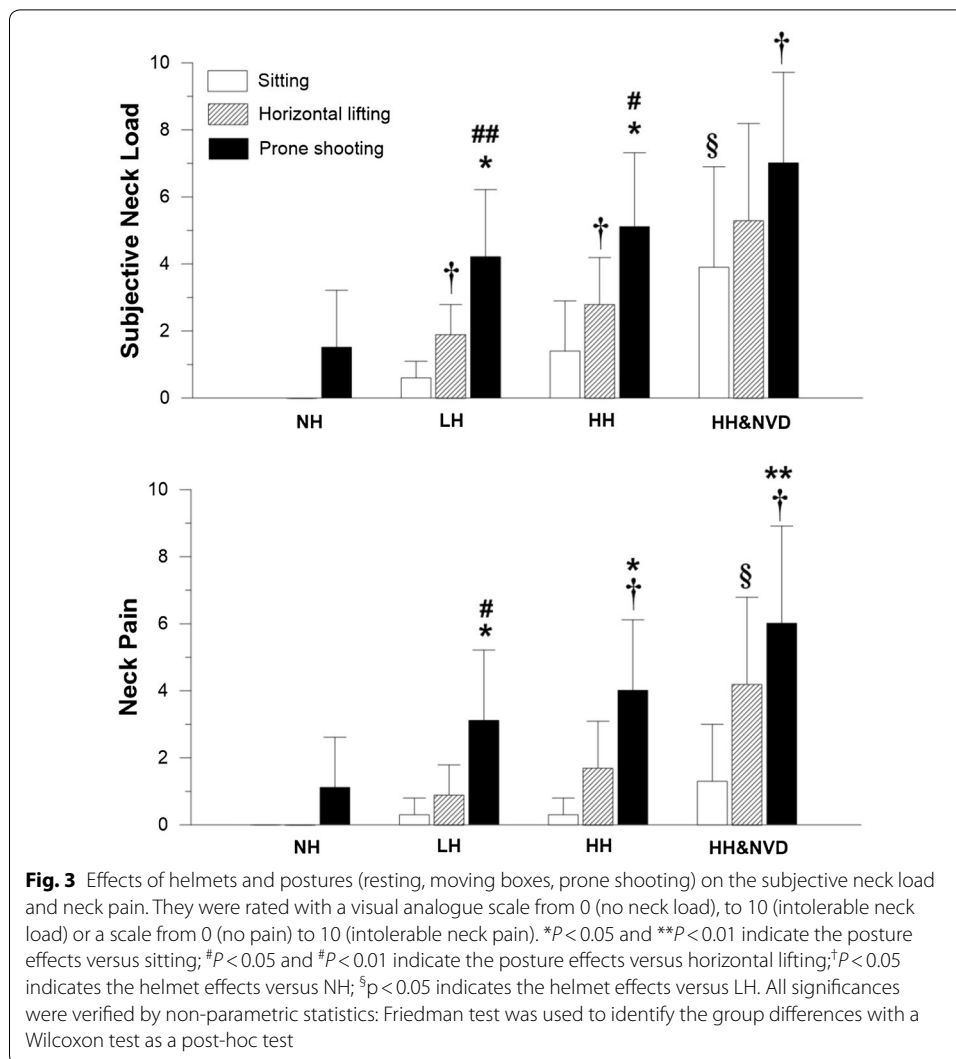 10
8
6
4
2
0
Subjective Neck Load
Sitting
Horizontal lifting
Prone shooting
##
*
†
#
*
†
§
†
NH LH HH HH&NVD
10
8
6
4
2
0
Neck Pain
#
*
*
†
§
**
†
NH LH HH HH&NVD
Fig. 3 Effects of helmets and postures (resting, moving boxes, prone shooting) on the subjective neck load
and neck pain. They were rated with a visual analogue scale from 0 (no neck load), to 10 (intolerable neck
load) or a scale from 0 (no pain) to 10 (intolerable neck pain). *P < 0.05 and **P < 0.01 indicate the posture
effects versus sitting; #P < 0.05 and #P < 0.01 indicate the posture effects versus horizontal lifting;†P < 0.05
indicates the helmet effects versus NH; §p < 0.05 indicates the helmet effects versus LH. All significances
were verified by non-parametric statistics: Friedman test was used to identify the group differences with a
Wilcoxon test as a post-hoc test